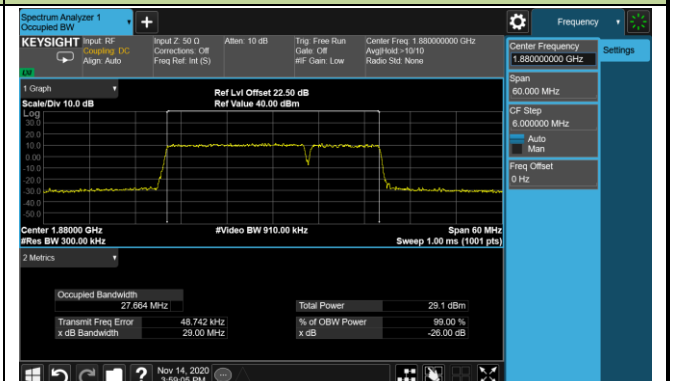 Spectrum Analyzer 1
Occupied BW
+
Frequency
KEYSIGHT
Input: RF
Coupling: DC
Align: Auto
Input Z: 50 Ω
Corrections: Off
Freq Ref: Int (S)
Atten: 10 dB
Trig: Free Run
Gate: Off
#IF Gain: Low
Center Freq: 1.880000000 GHz
Avg|Hold:>10/10
Radio Std: None
Center Frequency
1.880000000 GHz
Settings
Span
60.000 MHz
CF Step
6.000000 MHz
Auto
Man
Freq Offset
0 Hz
1 Graph
Scale/Div 10.0 dB
Ref Lvl Offset 22.50 dB
Ref Value 40.00 dBm
Log
30.0
20.0
10.0
0.00
-10.0
-20.0
-30.0
-40.0
-50.0
Center 1.88000 GHz
#Res BW 300.00 kHz
#Video BW 910.00 kHz
Span 60 MHz
Sweep 1.00 ms (1001 pts)
2 Metrics
Occupied Bandwidth
27.664 MHz
Total Power 29.1 dBm
Transmit Freq Error 48.742 kHz
% of OBW Power 99.00 %
x dB Bandwidth 29.00 MHz
x dB -26.00 dB
?
Nov 14, 2020
3:59:05 PM